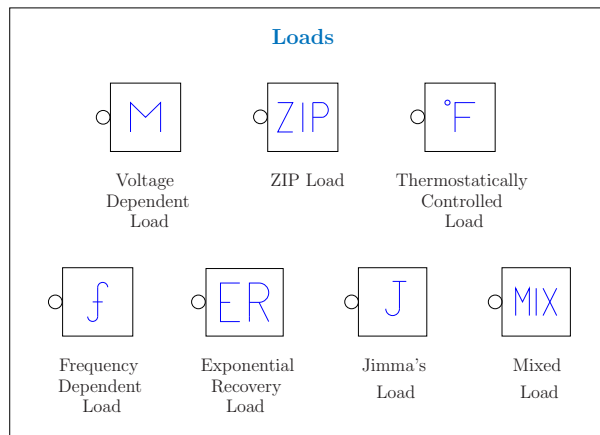 Loads
M
ZIP
°F
Voltage
Dependent
Load
ZIP Load
Thermostatically
Controlled
Load
f
ER
J
MIX
Frequency
Dependent
Load
Exponential
Recovery
Load
Jimma's
Load
Mixed
Load